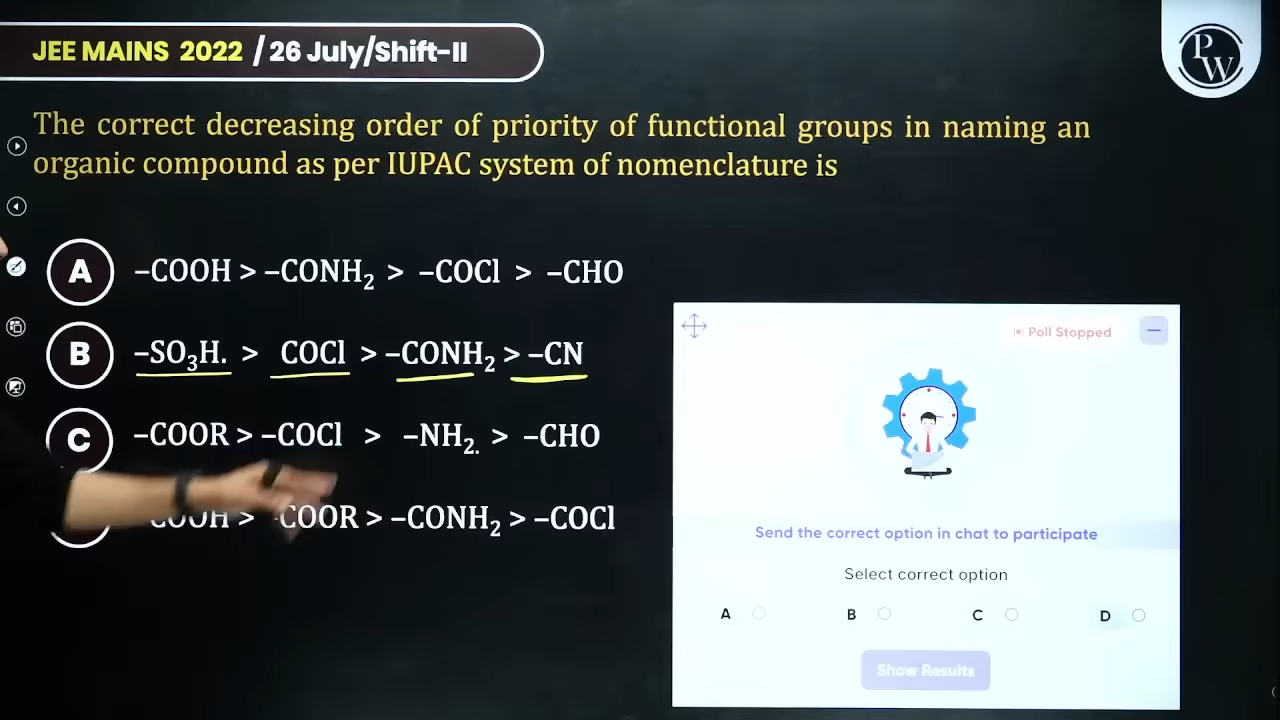 JEE MAINS 2022 / 26 July/Shift-II
PW
The correct decreasing order of priority of functional groups in naming an
organic compound as per IUPAC system of nomenclature is
A –COOH > –CONH₂ > –COCl > –CHO
B –SO₃H. > COCl > –CONH₂ > –CN
C –COOR > –COCl > –NH₂. > –CHO
COOH > -COOR > –CONH₂ > –COCl
Poll Stopped
Send the correct option in chat to participate
Select correct option
A B C D
Show Results